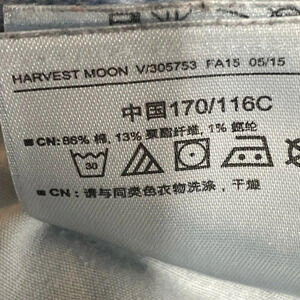 HARVEST MOON V/305753 FA15 05/15
中国170/116C
■CN: 86% 棉, 13% 聚酯纤维, 1% 氨纶
30
■CN: 请与同类色衣物洗涤, 干燥